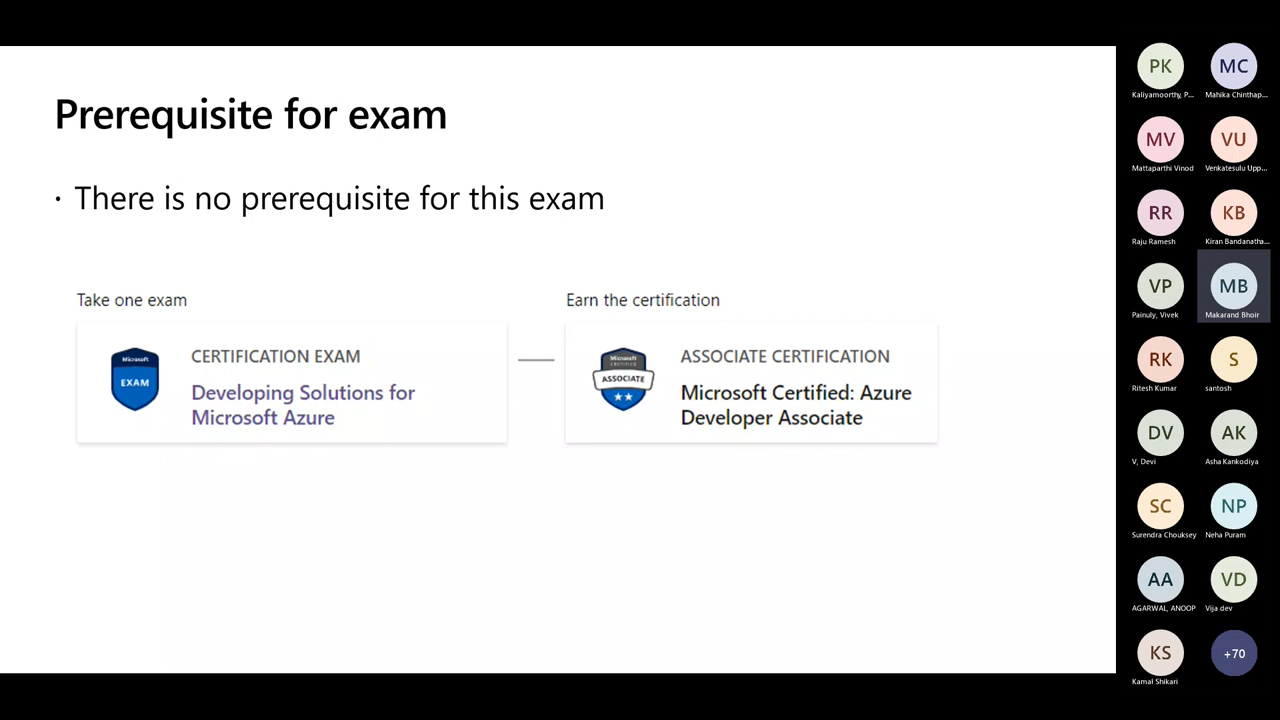 Prerequisite for exam
• There is no prerequisite for this exam
Take one exam
Microsoft
EXAM
CERTIFICATION EXAM
Developing Solutions for
Microsoft Azure
Earn the certification
Microsoft
CERTIFIED
ASSOCIATE
ASSOCIATE CERTIFICATION
Microsoft Certified: Azure
Developer Associate
PK MC
Kaliyamoorthy, P... Mahika Chinthap...
MV VU
Mattaparthi Vinod Venkatesulu Upp...
RR KB
Raju Ramesh Kiran Bandanatha...
VP MB
Painuly, Vivek Makarand Bhoir
RK S
Ritesh Kumar santosh
DV AK
V, Devi Asha Kankodiya
SC NP
Surendra Chouksey Neha Puram
AA VD
AGARWAL, ANOOP Vija dev
KS +70
Kamal Shikari